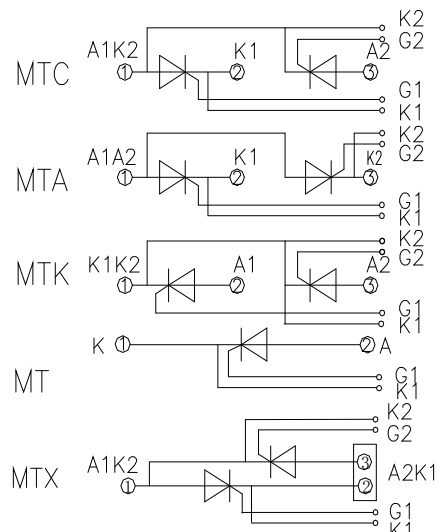 K2
G2
A1K2 K1 A2
MTC ① ② ③
G1
K1
K2
G2
A1A2 K1 K2
MTA ① ② ③
G1
K1
K2
G2
K1K2 A1 A2
MTK ① ② ③
G1
K1
K ① ② A
MT
G1
K1
K2
G2
③
A1K2 A2K1
MTX ① ②
G1
K1